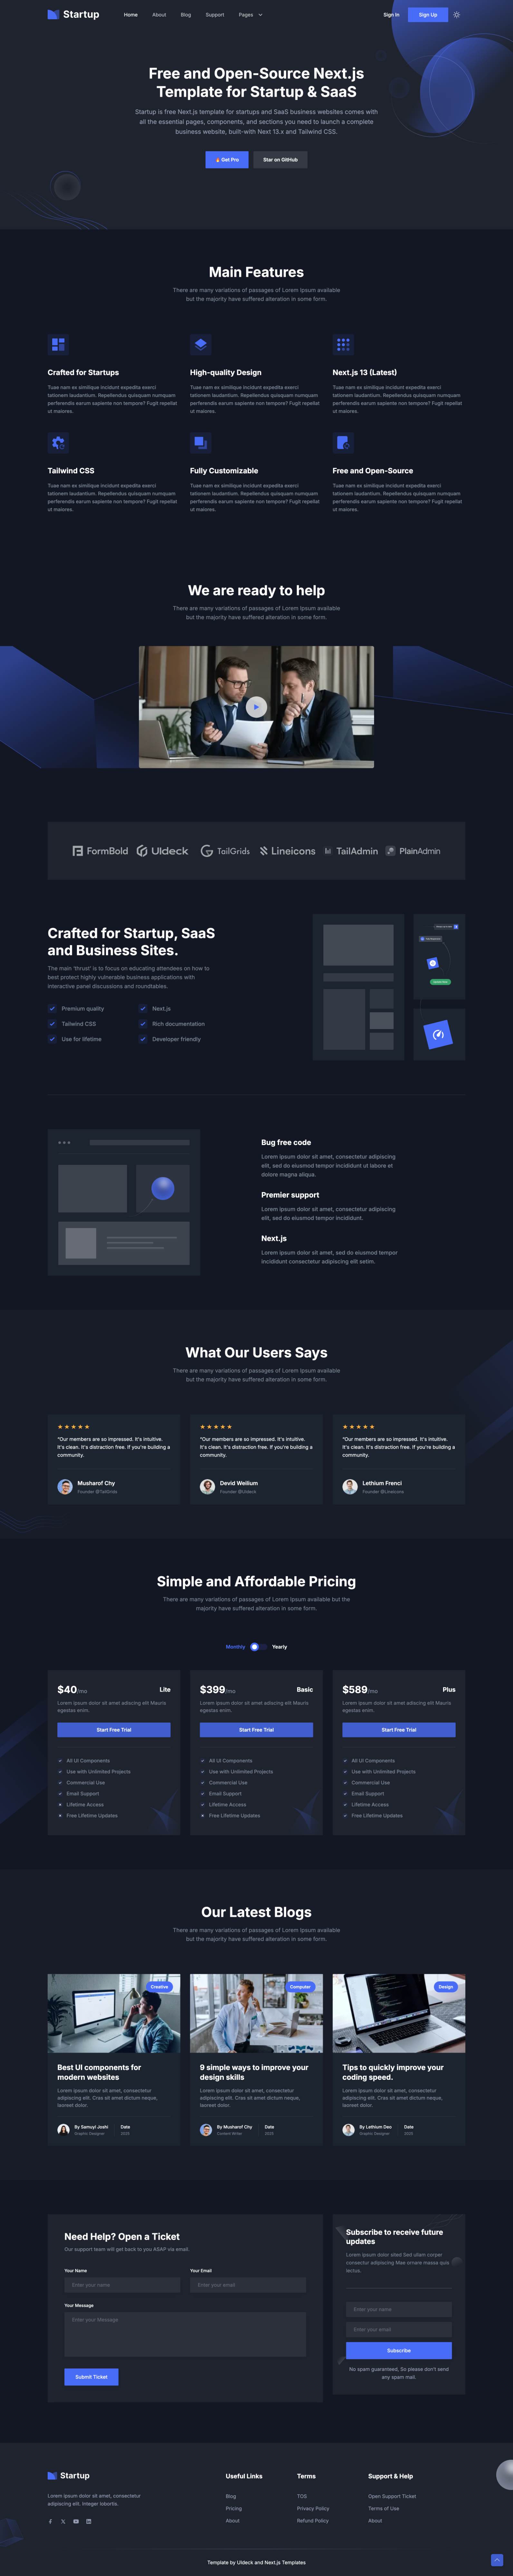 Startup
Home About Blog Support Pages
Sign In Sign Up
Free and Open-Source Next.js
Template for Startup & SaaS
Startup is free Next.js template for startups and SaaS business websites comes with
all the essential pages, components, and sections you need to launch a complete
business website, built-with Next 13.x and Tailwind CSS.
🔥 Get Pro Star on GitHub
Main Features
There are many variations of passages of Lorem Ipsum available
but the majority have suffered alteration in some form.
Crafted for Startups
Tuae nam ex similique incidunt expedita exerci
tationem laudantium. Repellendus quisquam numquam
perferendis earum sapiente non tempore? Fugit repellat
ut maiores.
High-quality Design
Tuae nam ex similique incidunt expedita exerci
tationem laudantium. Repellendus quisquam numquam
perferendis earum sapiente non tempore? Fugit repellat
ut maiores.
Next.js 13 (Latest)
Tuae nam ex similique incidunt expedita exerci
tationem laudantium. Repellendus quisquam numquam
perferendis earum sapiente non tempore? Fugit repellat
ut maiores.
Tailwind CSS
Tuae nam ex similique incidunt expedita exerci
tationem laudantium. Repellendus quisquam numquam
perferendis earum sapiente non tempore? Fugit repellat
ut maiores.
Fully Customizable
Tuae nam ex similique incidunt expedita exerci
tationem laudantium. Repellendus quisquam numquam
perferendis earum sapiente non tempore? Fugit repellat
ut maiores.
Free and Open-Source
Tuae nam ex similique incidunt expedita exerci
tationem laudantium. Repellendus quisquam numquam
perferendis earum sapiente non tempore? Fugit repellat
ut maiores.
We are ready to help
There are many variations of passages of Lorem Ipsum available
but the majority have suffered alteration in some form.
FormBold UIdeck TailGrids Lineicons TailAdmin PlainAdmin
Crafted for Startup, SaaS
and Business Sites.
The main 'thrust' is to focus on educating attendees on how to
best protect highly vulnerable business applications with
interactive panel discussions and roundtables.
Premium quality
Tailwind CSS
Use for lifetime
Next.js
Rich documentation
Developer friendly
Bug free code
Lorem ipsum dolor sit amet, consectetur adipiscing
elit, sed do eiusmod tempor incididunt ut labore et
dolore magna aliqua.
Premier support
Lorem ipsum dolor sit amet, consectetur adipiscing
elit, sed do eiusmod tempor incididunt.
Next.js
Lorem ipsum dolor sit amet, sed do eiusmod tempor
incididunt consectetur adipiscing elit setim.
What Our Users Says
There are many variations of passages of Lorem Ipsum available
but the majority have suffered alteration in some form.
"Our members are so impressed. It's intuitive.
It's clean. It's distraction free. If you're building a
community.
Musharof Chy
Founder @TailGrids
"Our members are so impressed. It's intuitive.
It's clean. It's distraction free. If you're building a
community.
Devid Weilium
Founder @UIdeck
"Our members are so impressed. It's intuitive.
It's clean. It's distraction free. If you're building a
community.
Lethium Frenci
Founder @Lineicons
Simple and Affordable Pricing
There are many variations of passages of Lorem Ipsum available but the
majority have suffered alteration in some form.
Monthly Yearly
$40/mo Lite
Lorem ipsum dolor sit amet adiscing elit Mauris
egestas enim.
Start Free Trial
All UI Components
Use with Unlimited Projects
Commercial Use
Email Support
Lifetime Access
Free Lifetime Updates
$399/mo Basic
Lorem ipsum dolor sit amet adiscing elit Mauris
egestas enim.
Start Free Trial
All UI Components
Use with Unlimited Projects
Commercial Use
Email Support
Lifetime Access
Free Lifetime Updates
$589/mo Plus
Lorem ipsum dolor sit amet adiscing elit Mauris
egestas enim.
Start Free Trial
All UI Components
Use with Unlimited Projects
Commercial Use
Email Support
Lifetime Access
Free Lifetime Updates
Our Latest Blogs
There are many variations of passages of Lorem Ipsum available
but the majority have suffered alteration in some form.
Creative
Best UI components for
modern websites
Lorem ipsum dolor sit amet, consectetur
adipiscing elit. Cras sit amet dictum neque,
laoreet dolor.
By Samuyl Joshi Date
Graphic Designer 2025
Computer
9 simple ways to improve your
design skills
Lorem ipsum dolor sit amet, consectetur
adipiscing elit. Cras sit amet dictum neque,
laoreet dolor.
By Musharof Chy Date
Content Writer 2025
Design
Tips to quickly improve your
coding speed.
Lorem ipsum dolor sit amet, consectetur
adipiscing elit. Cras sit amet dictum neque,
laoreet dolor.
By Lethium Deo Date
Graphic Designer 2025
Need Help? Open a Ticket
Our support team will get back to you ASAP via email.
Your Name Your Email
Enter your name Enter your email
Your Message
Enter your Message
Submit Ticket
Subscribe to receive future
updates
Lorem ipsum dolor sited Sed ullam corper
consectur adipiscing Mae ornare massa quis
lectus.
Enter your name
Enter your email
Subscribe
No spam guaranteed, So please don't send
any spam mail.
Startup
Lorem ipsum dolor sit amet, consectetur
adipiscing elit. Integer lobortis.
Useful Links
Blog
Pricing
About
Terms
TOS
Privacy Policy
Refund Policy
Support & Help
Open Support Ticket
Terms of Use
About
Template by UIdeck and Next.js Templates